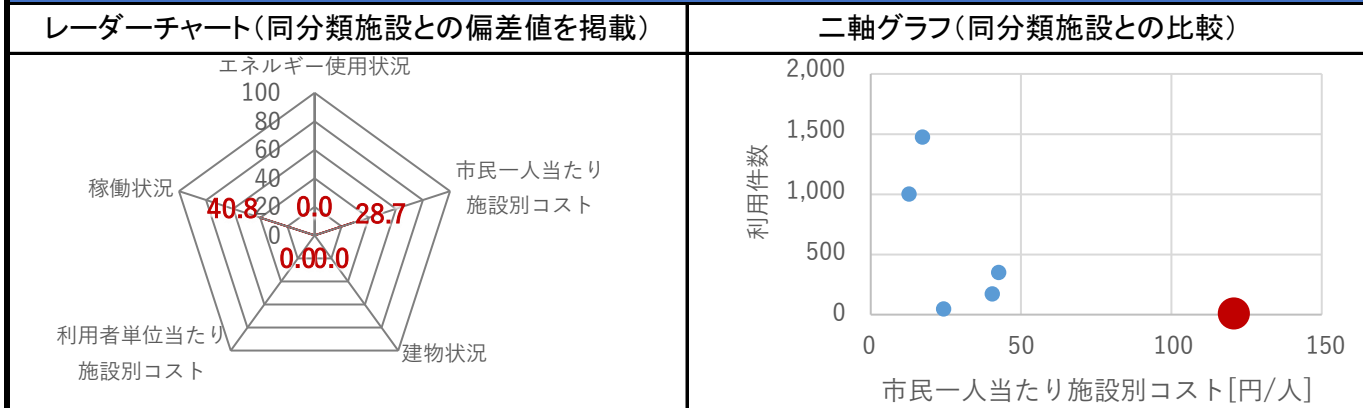 レーダーチャート(同分類施設との偏差値を掲載)
エネルギー使用状況
100
80
60
40
20
0
市民一人当たり
施設別コスト
稼働状況
40.8
0.0
28.7
0.0
0.0
利用者単位当たり
施設別コスト
建物状況
二軸グラフ(同分類施設との比較)
2,000
1,500
1,000
500
0
利用件数
0
50
100
150
市民一人当たり施設別コスト[円/人]